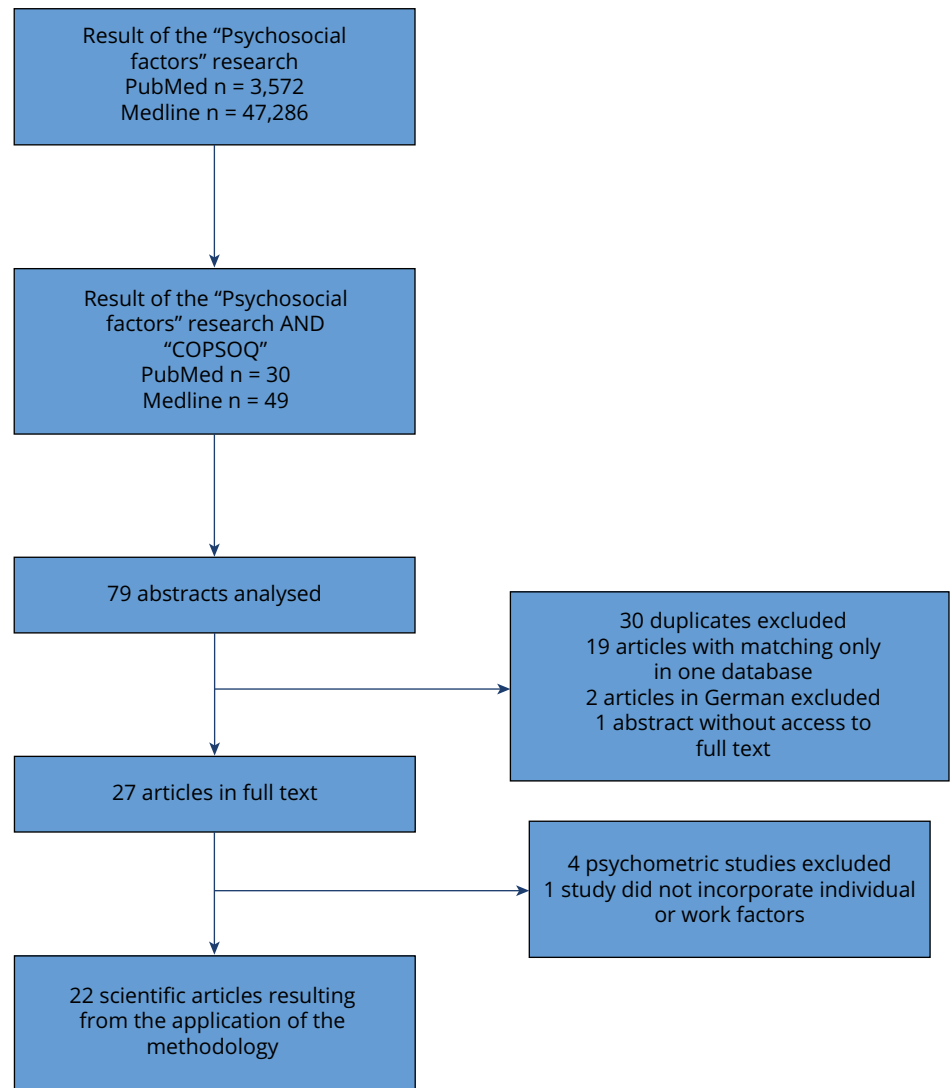 Result of the “Psychosocial
factors” research
PubMed n = 3,572
Medline n = 47,286
Result of the “Psychosocial
factors” research AND
“COPSOQ”
PubMed n = 30
Medline n = 49
79 abstracts analysed
30 duplicates excluded
19 articles with matching only
in one database
2 articles in German excluded
1 abstract without access to
full text
27 articles in full text
4 psychometric studies excluded
1 study did not incorporate individual
or work factors
22 scientific articles resulting
from the application of the
methodology